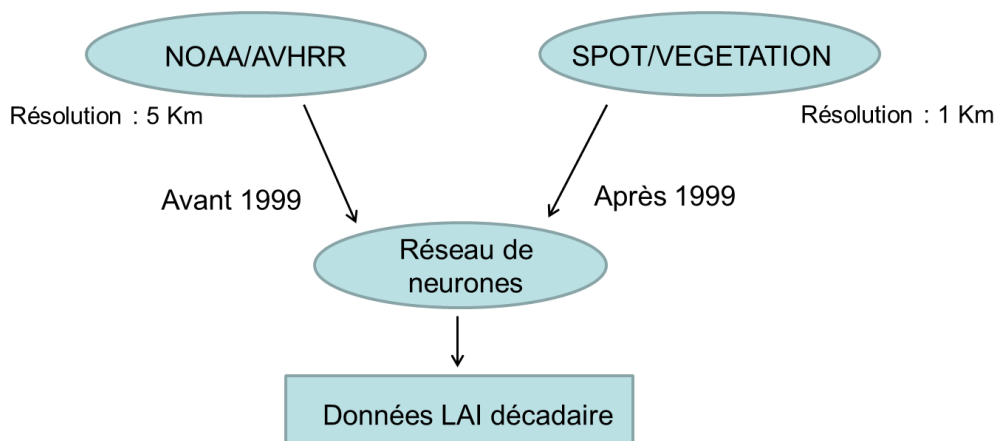 NOAA/AVHRR
SPOT/VEGETATION
Résolution : 5 Km
Résolution : 1 Km
Avant 1999
Après 1999
Réseau de
neurones
Données LAI décadaire